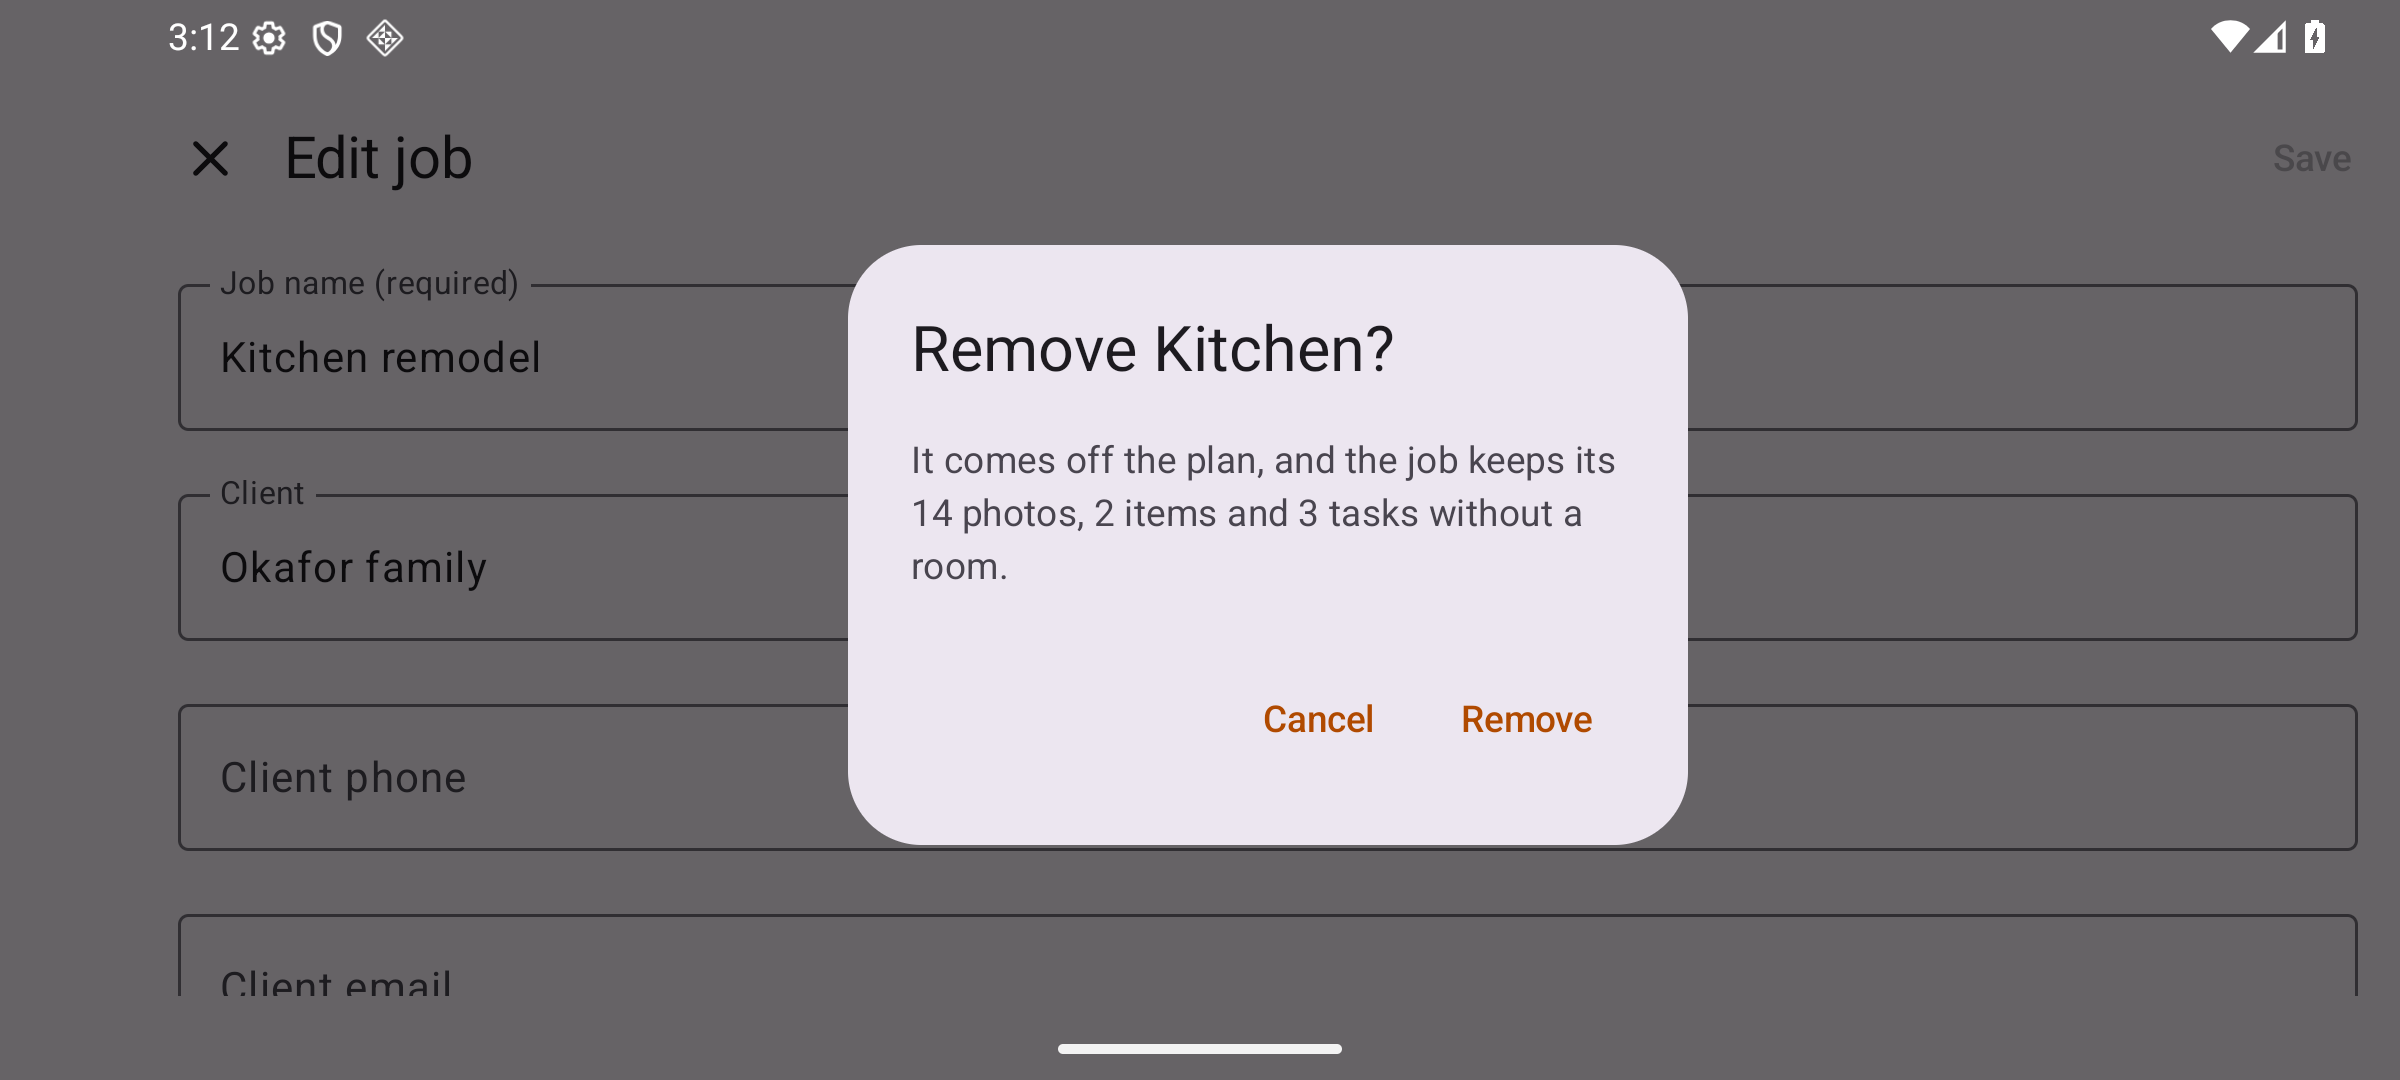 3:12
Edit job
Save
Job name (required)
Kitchen remodel
Client
Okafor family
Client phone
Client email
Remove Kitchen?
It comes off the plan, and the job keeps its
14 photos, 2 items and 3 tasks without a
room.
Cancel
Remove